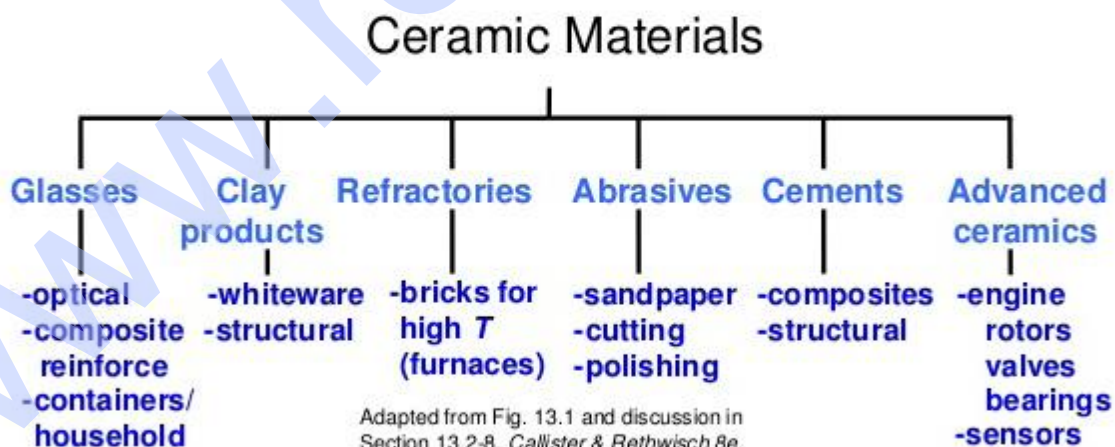 Ceramic Materials
Glasses
Clay
products
Refractories
Abrasives
Cements
Advanced
ceramics
-optical
-composite
reinforce
-containers/
household
-whiteware
-structural
-bricks for
high T
(furnaces)
-sandpaper
-cutting
-polishing
-composites
-structural
-engine
rotors
valves
bearings
-sensors
Adapted from Fig. 13.1 and discussion in
Section 13.2-8, Callister & Rethwisch 8e.
www.r